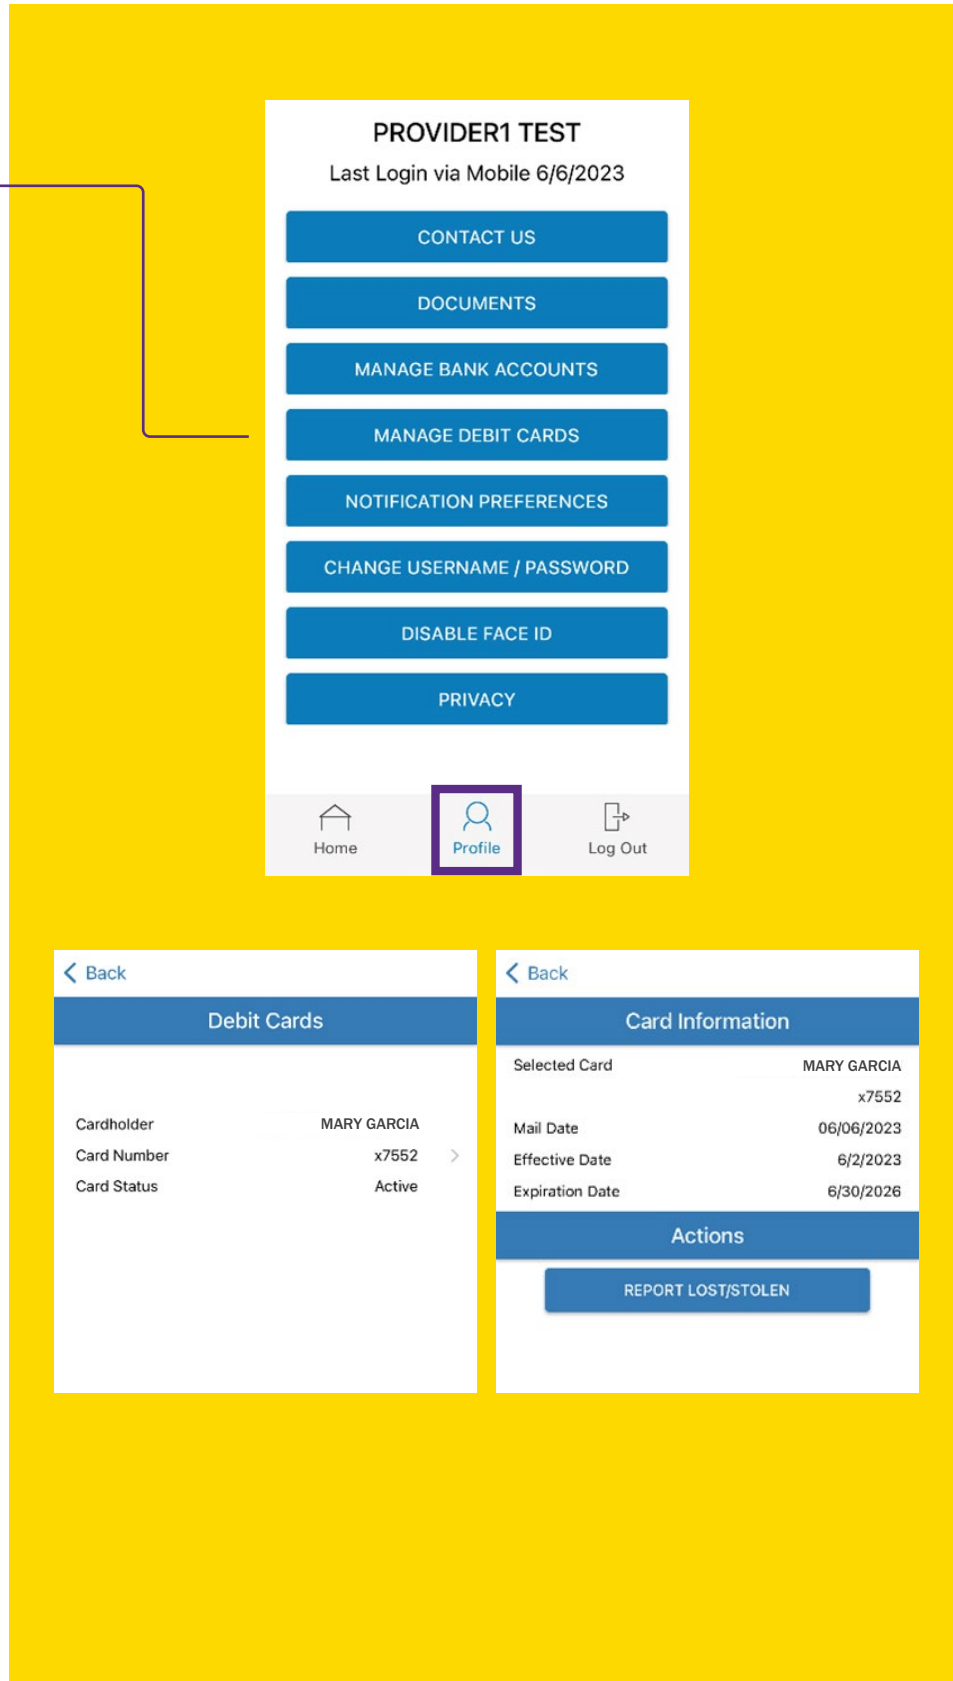 PROVIDER1 TEST
Last Login via Mobile 6/6/2023
CONTACT US
DOCUMENTS
MANAGE BANK ACCOUNTS
MANAGE DEBIT CARDS
NOTIFICATION PREFERENCES
CHANGE USERNAME / PASSWORD
DISABLE FACE ID
PRIVACY
Home Profile Log Out
Back
Debit Cards
Cardholder MARY GARCIA
Card Number x7552
Card Status Active
Back
Card Information
Selected Card MARY GARCIA
x7552
Mail Date 06/06/2023
Effective Date 6/2/2023
Expiration Date 6/30/2026
Actions
REPORT LOST/STOLEN